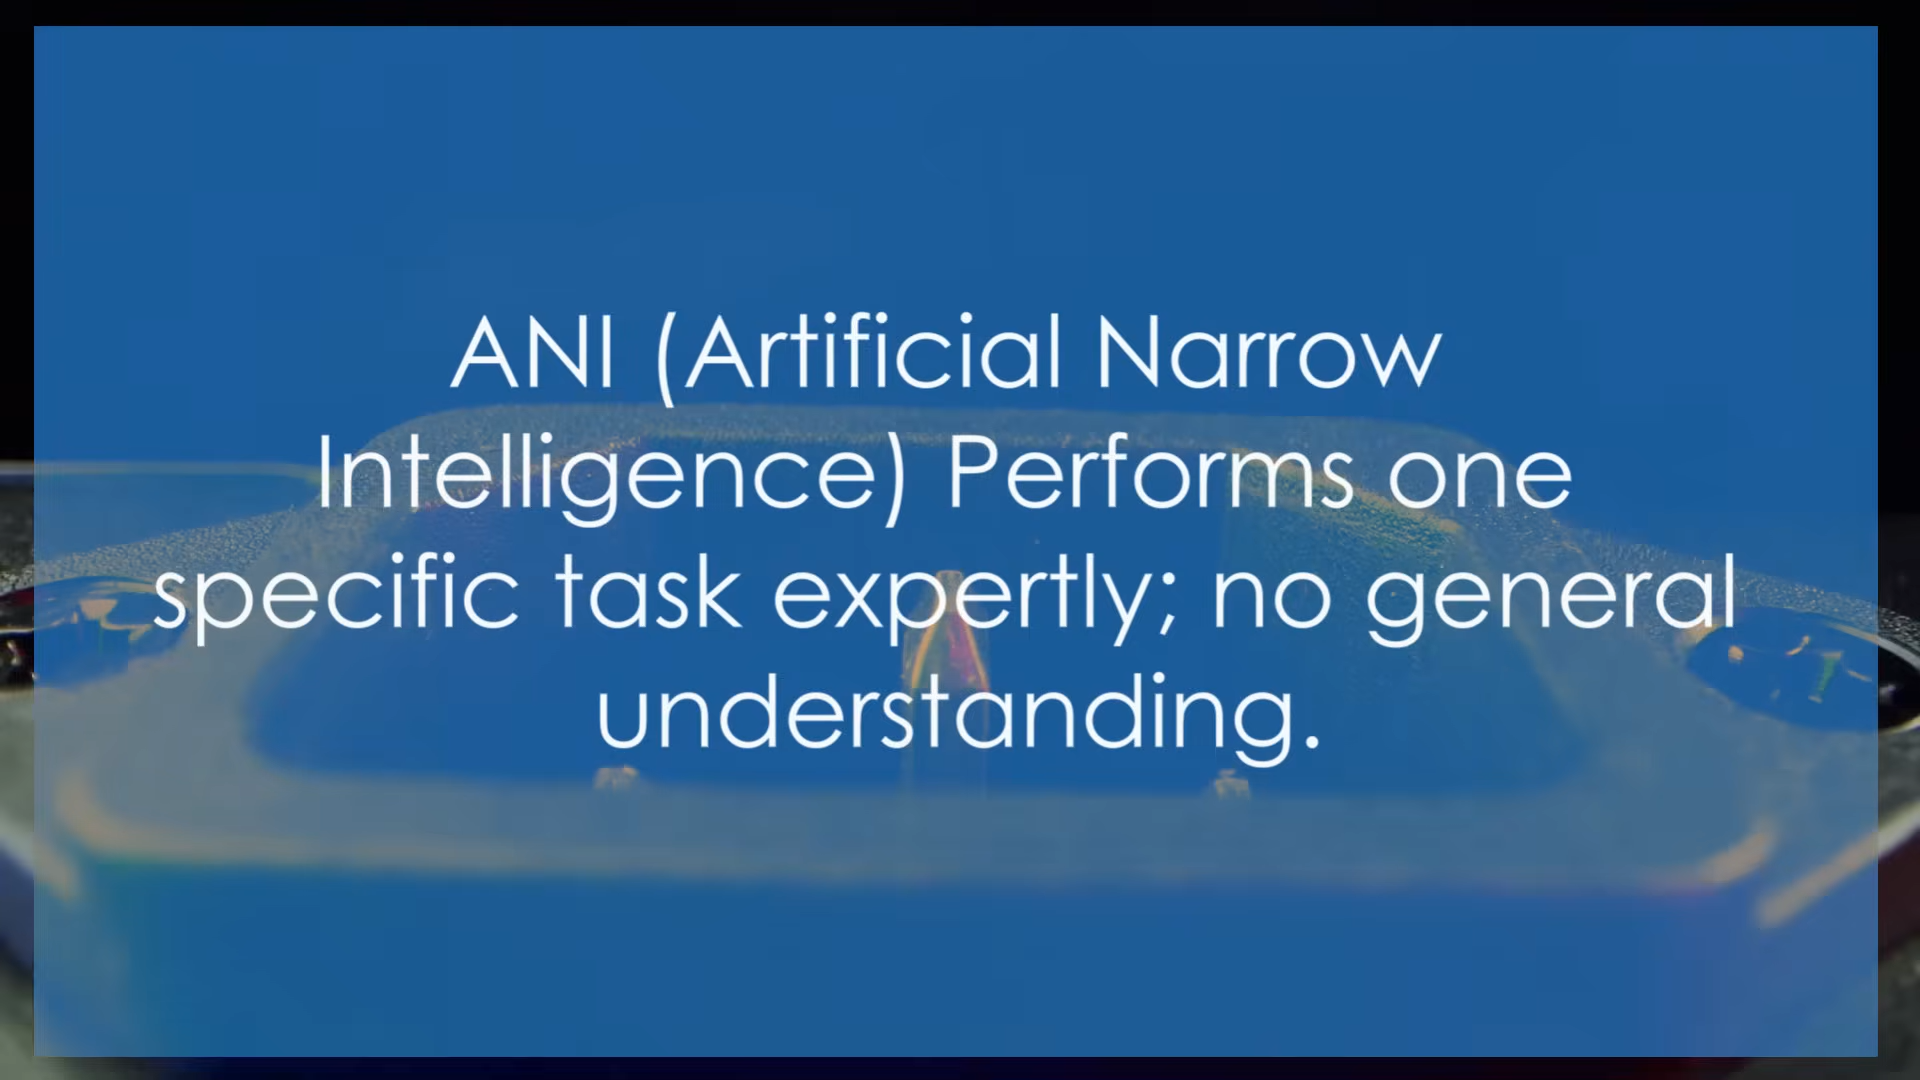 ANI (Artificial Narrow
Intelligence) Performs one
specific task expertly; no general
understanding.